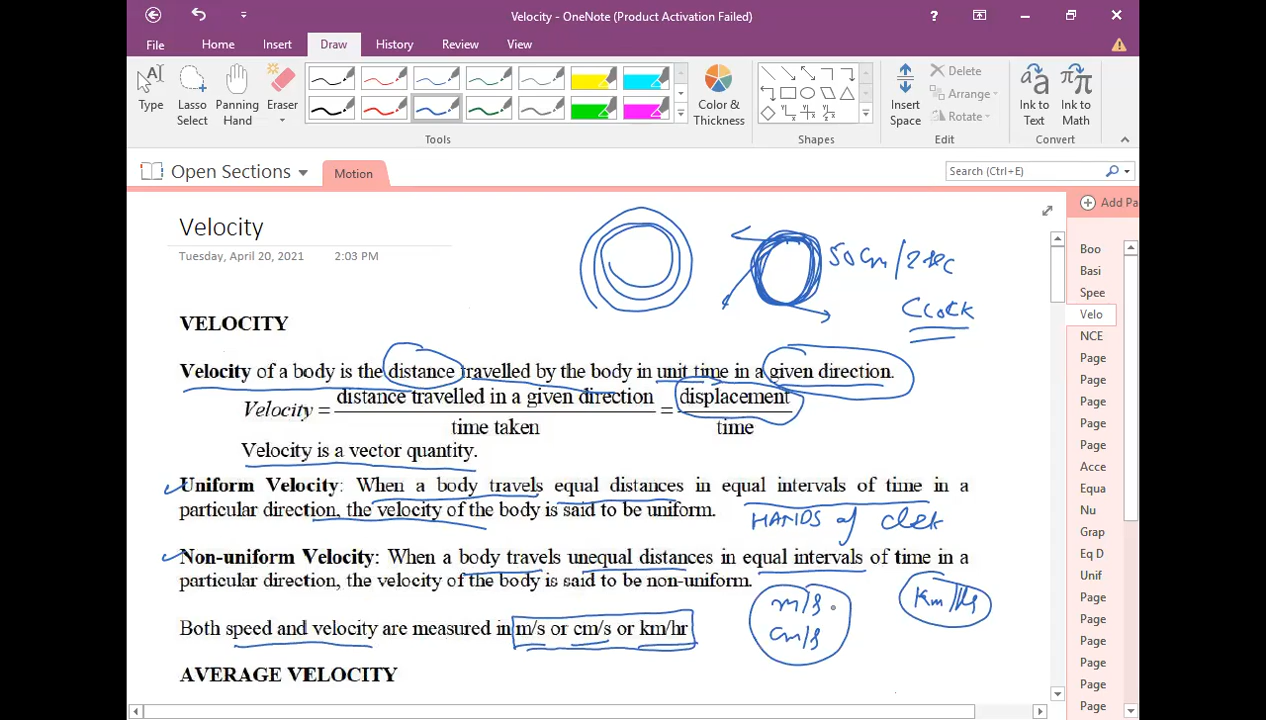 Velocity - OneNote (Product Activation Failed)
?
File Home Insert Draw History Review View
Type
Lasso Select
Panning Hand
Eraser
Color & Thickness
Insert Space
Delete
Arrange
Rotate
Ink to Text
Ink to Math
Tools Shapes Edit Convert
Open Sections Motion
Search (Ctrl+E)
Velocity
Tuesday, April 20, 2021 2:03 PM
50 cm/2 sec
CLOCK
VELOCITY
Velocity of a body is the distance travelled by the body in unit time in a given direction.
Velocity = distance travelled in a given direction / time taken = displacement / time
Velocity is a vector quantity.
Uniform Velocity: When a body travels equal distances in equal intervals of time in a
particular direction, the velocity of the body is said to be uniform.
HANDS of clock
Non-uniform Velocity: When a body travels unequal distances in equal intervals of time in a
particular direction, the velocity of the body is said to be non-uniform.
m/s
cm/s
Km/Hr
Both speed and velocity are measured in m/s or cm/s or km/hr
AVERAGE VELOCITY
Add Pa
Boo
Basi
Spee
Velo
NCE
Page
Page
Page
Page
Page
Acce
Equa
Nu
Grap
Eq D
Unif
Page
Page
Page
Page
Page
Page